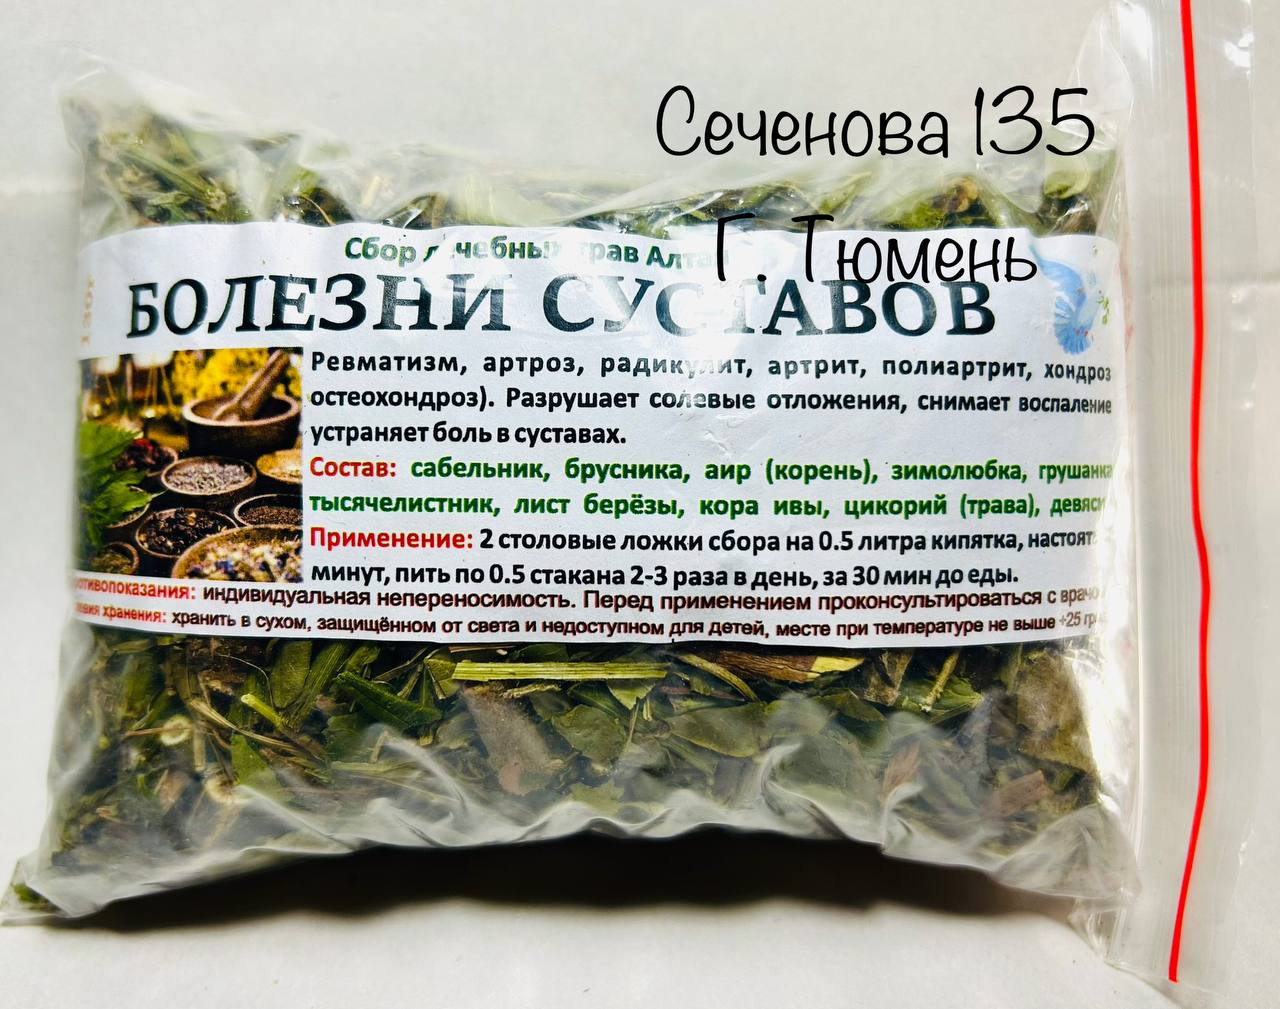 Сеченова 135
Г. Тюмень
Сбор лечебных трав
БОЛЕЗНИ СУСТАВОВ
Ревматизм, артроз, радикулит, артрит, полиартрит, хондроз
остеохондроз). Разрушает солевые отложения, снимает воспаление
устраняет боль в суставах.
Состав: сабельник, брусника, аир (корень), зимолюбка, грушанка
тысячелистник, лист берёзы, кора ивы, цикорий (трава),
Применение: 2 столовые ложки сбора на 0.5 литра кипятка,
минут, пить по 0.5 стакана 2-3 раза в день, за 30 мин до еды.
индивидуальная непереносимость. Перед применением проконсультироваться с
хранения: хранить в сухом, защищённом от света и недоступном для детей, месте при температуре не выше +25